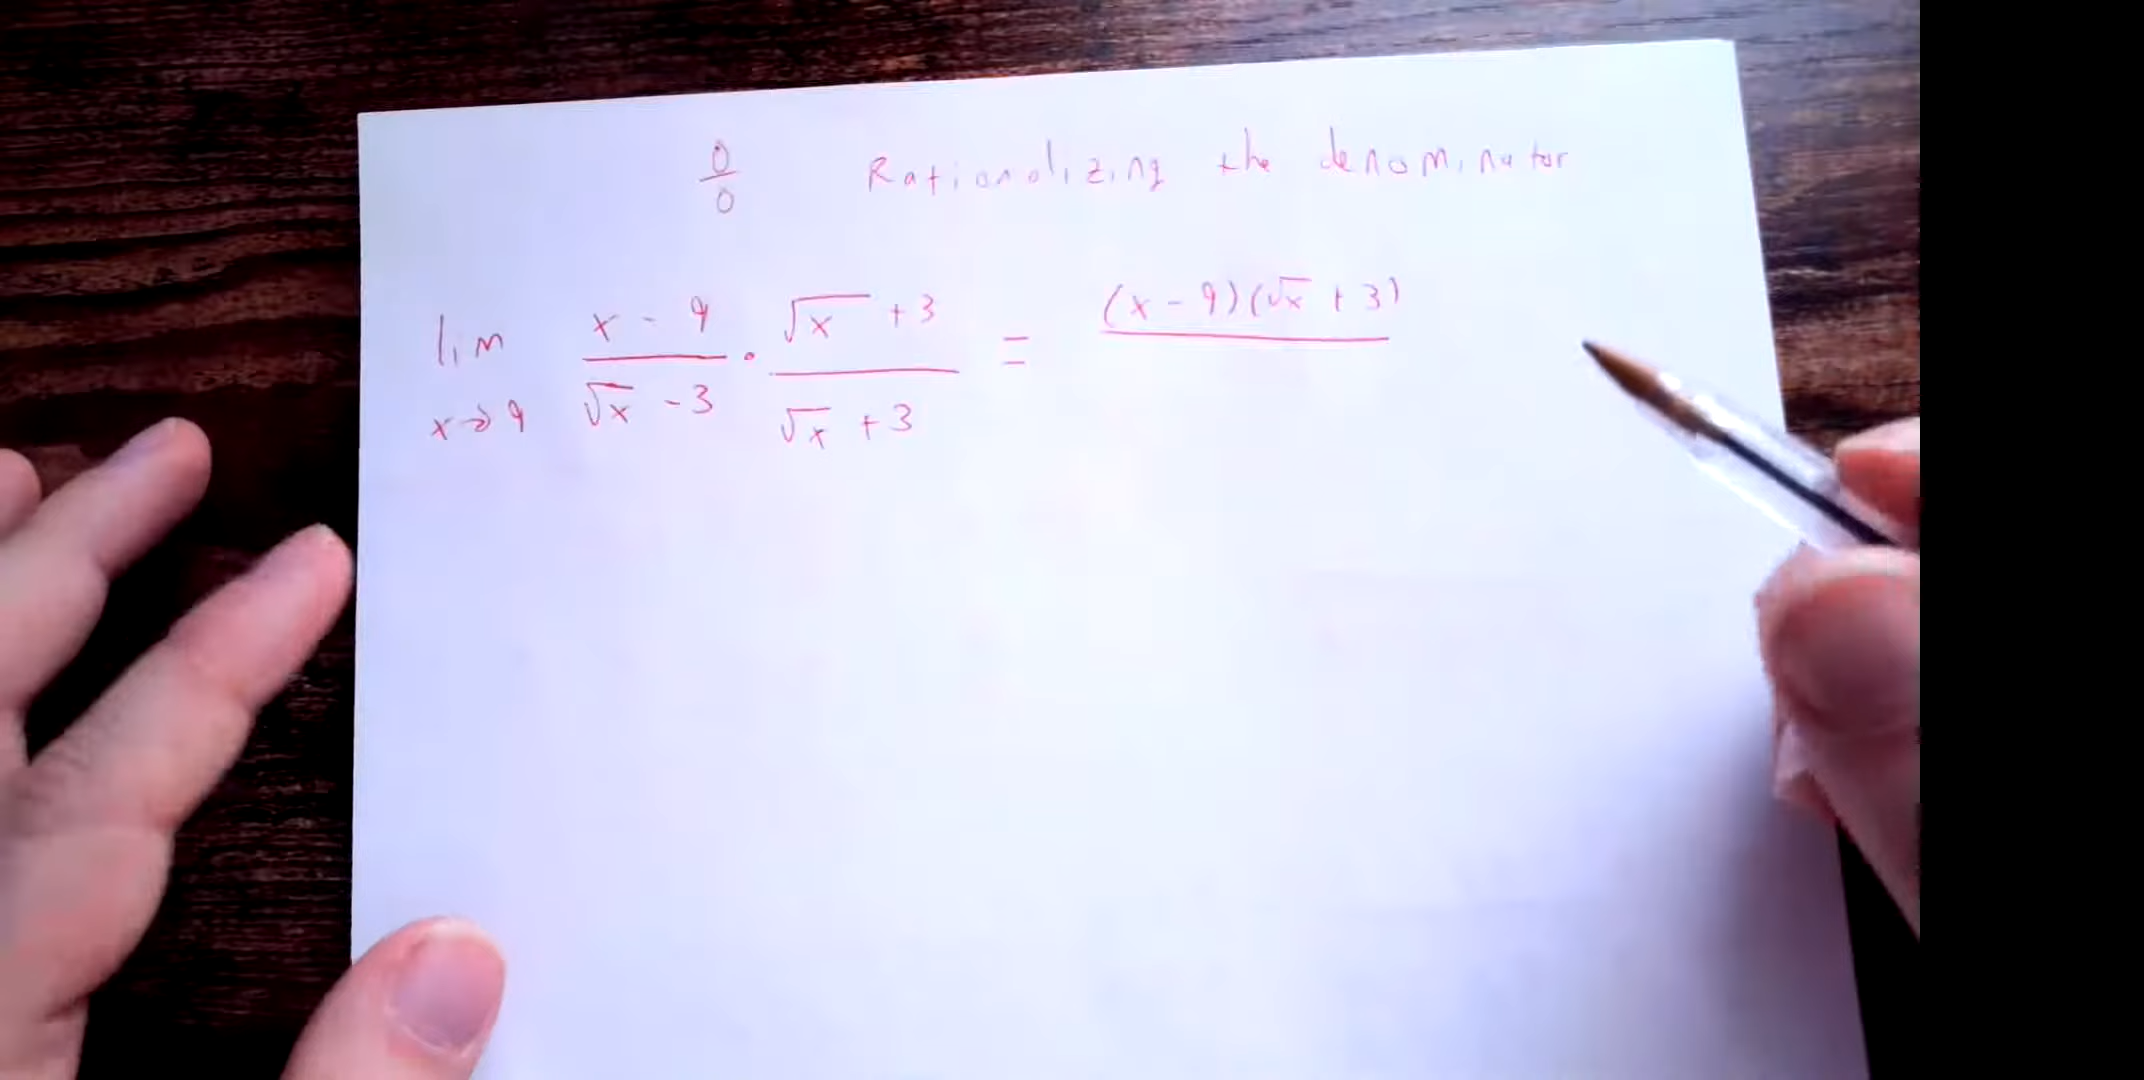 0/0 Rationalizing the denominator
lim x→9 (x - 9)/(√x - 3) · (√x + 3)/(√x + 3) = (x - 9)(√x + 3)